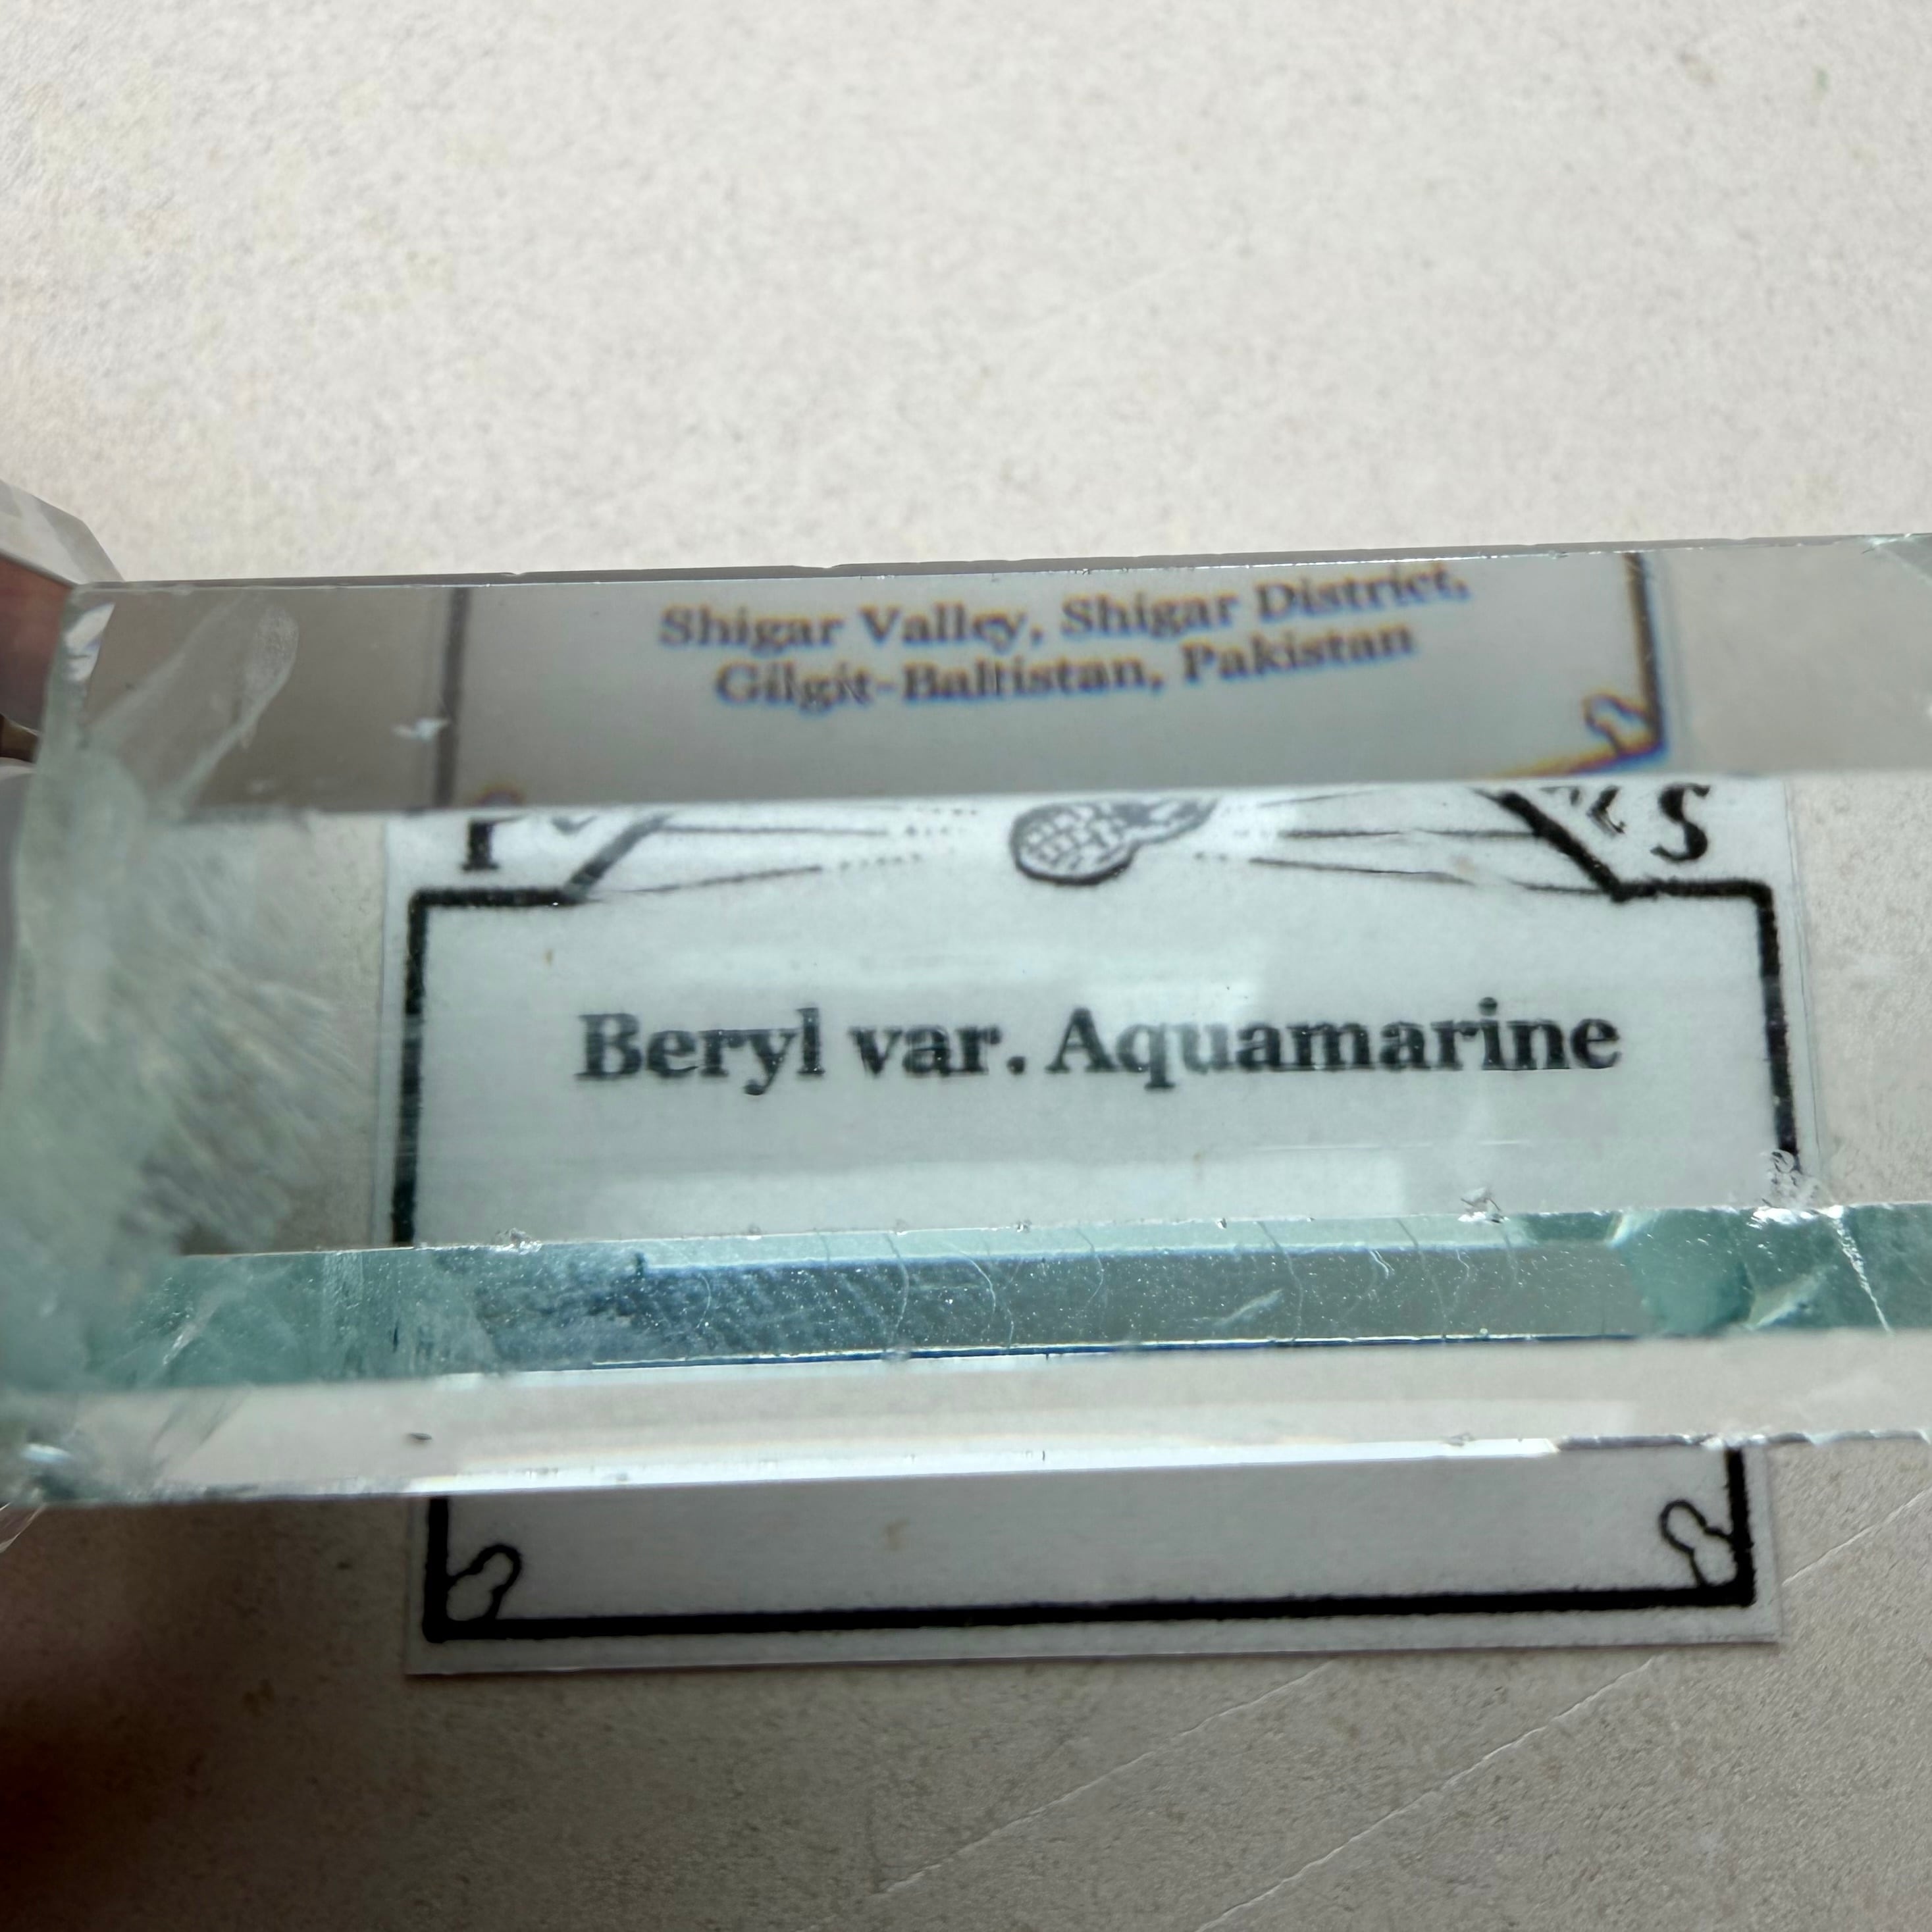 Shigar Valley, Shigar District,
Gilgit-Baltistan, Pakistan
S
Beryl var. Aquamarine